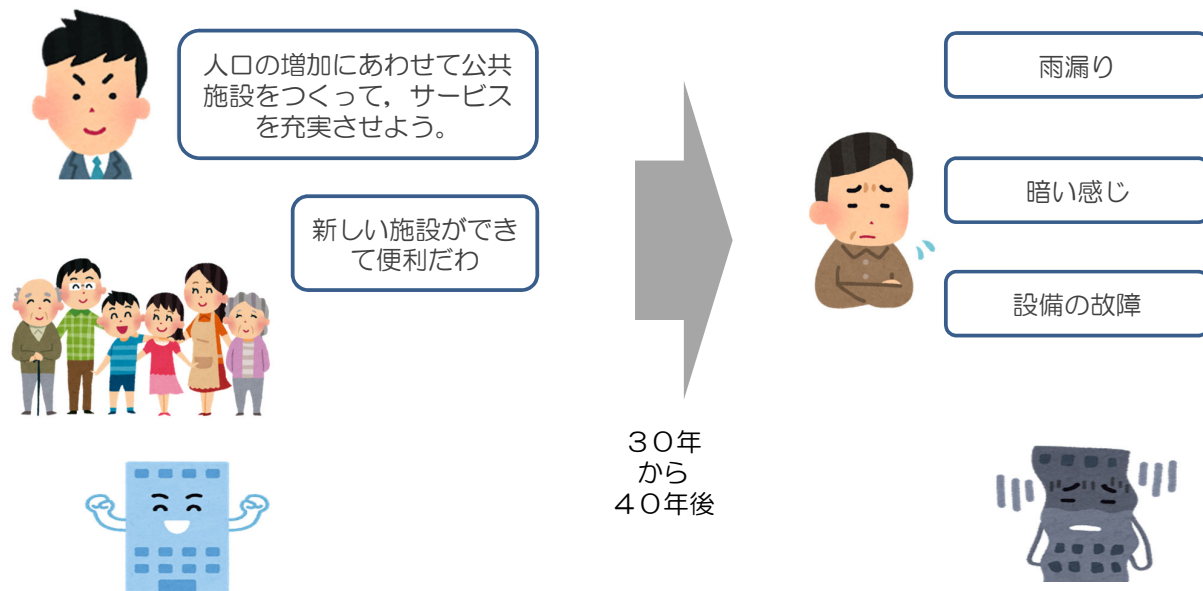 人口の増加にあわせて公共
施設をつくって，サービス
を充実させよう。
新しい施設ができ
て便利だわ
３０年
から
４０年後
雨漏り
暗い感じ
設備の故障